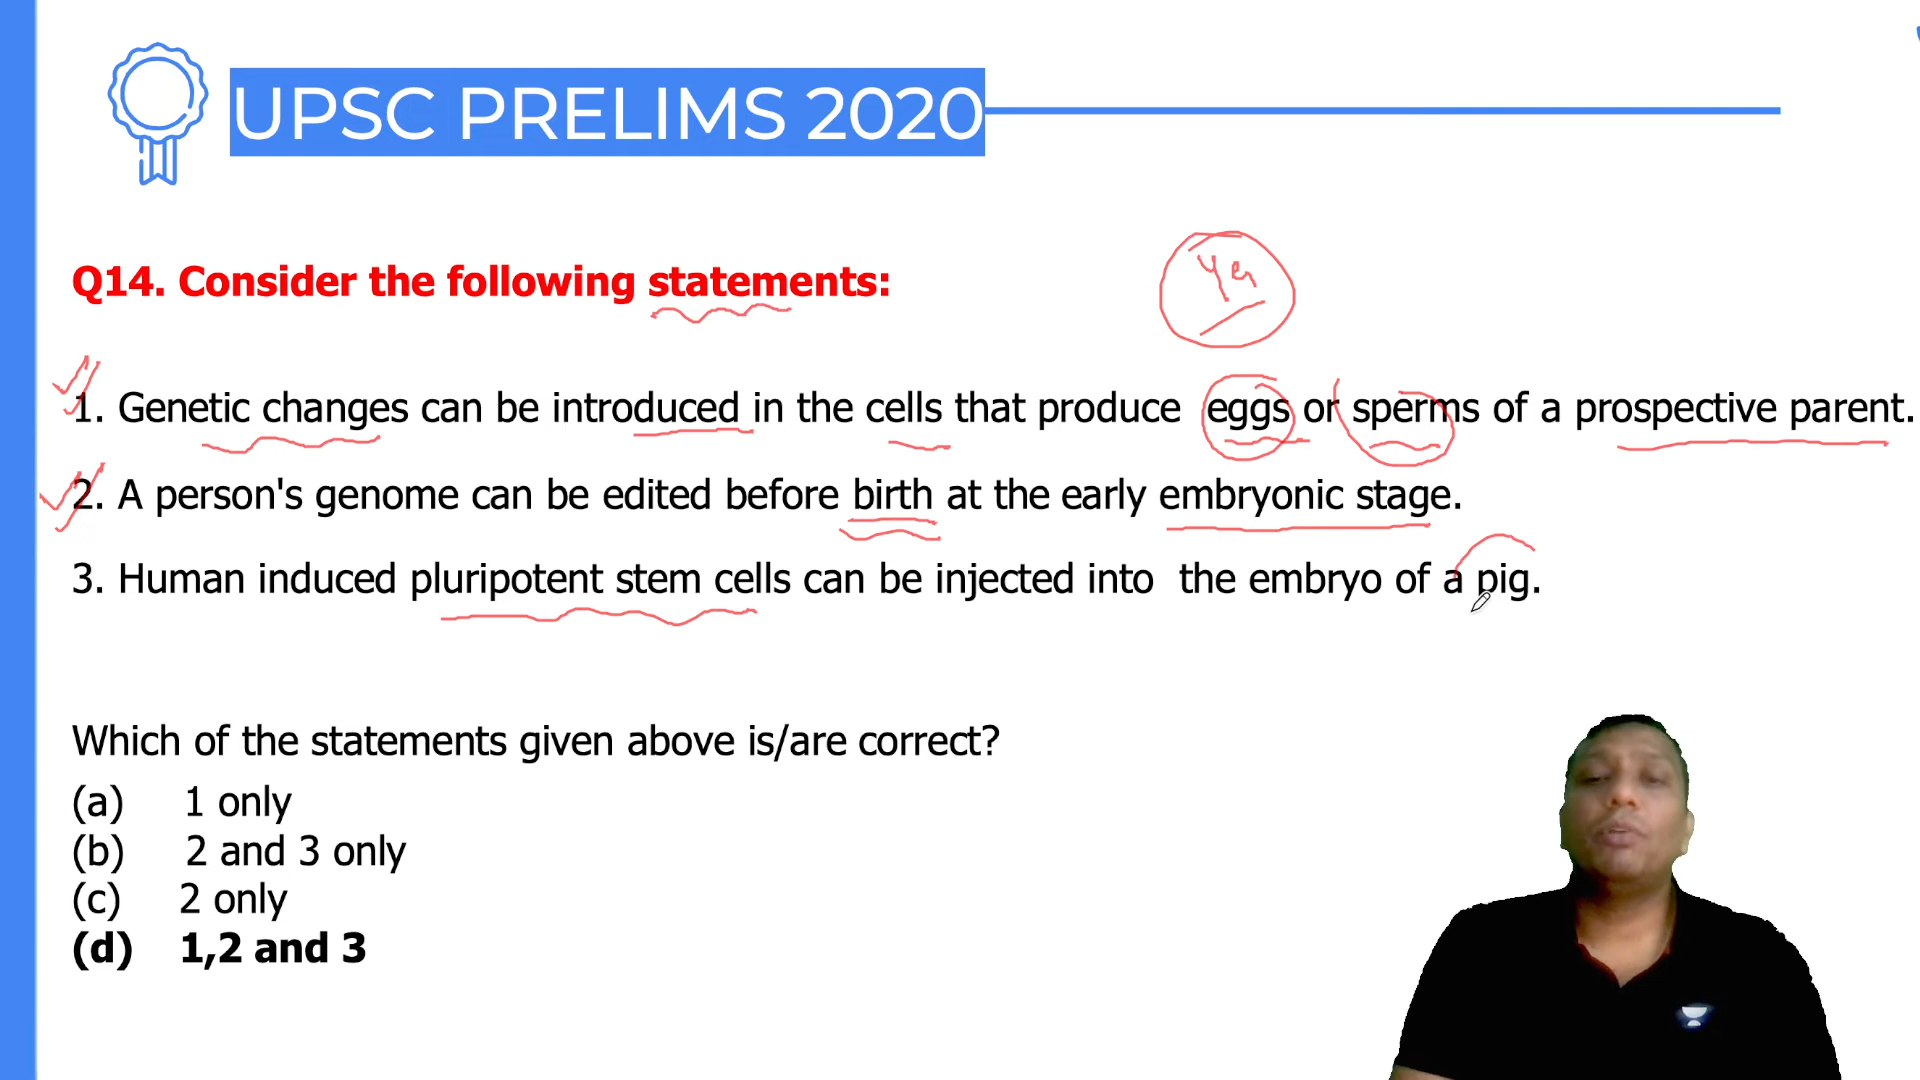 UPSC PRELIMS 2020
Q14. Consider the following statements:
Yes
1. Genetic changes can be introduced in the cells that produce eggs or sperms of a prospective parent.
2. A person's genome can be edited before birth at the early embryonic stage.
3. Human induced pluripotent stem cells can be injected into the embryo of a pig.
Which of the statements given above is/are correct?
(a) 1 only
(b) 2 and 3 only
(c) 2 only
(d) 1,2 and 3